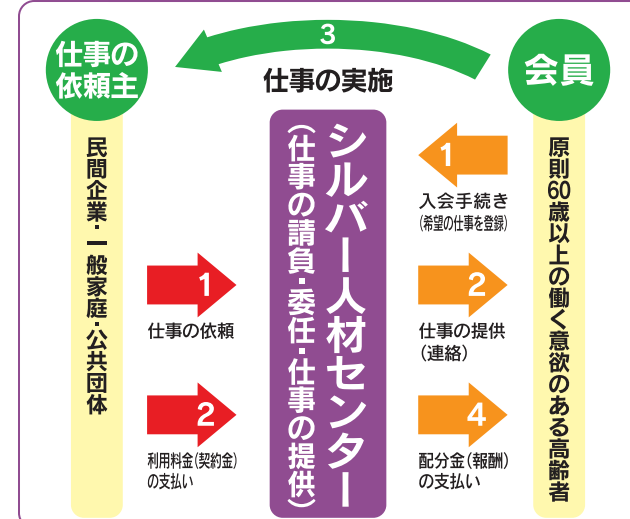 仕事の
依頼主
民間企業・一般家庭・公共団体
3
仕事の実施
会員
原則60歳以上の働く意欲のある高齢者
シルバー人材センター
(仕事の請負・委任・仕事の提供)
1
仕事の依頼
2
利用料金(契約金)
の支払い
1
入会手続き
(希望の仕事を登録)
2
仕事の提供
(連絡)
4
配分金(報酬)
の支払い